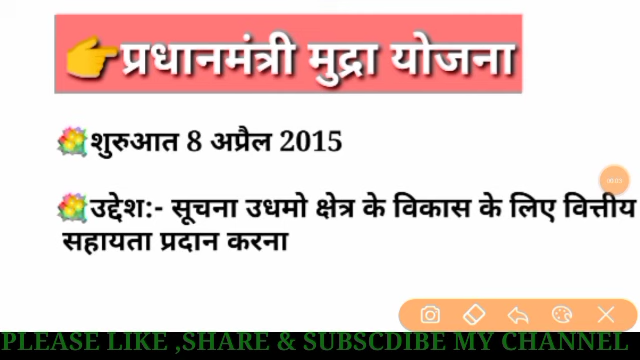 👉प्रधानमंत्री मुद्रा योजना
शुरुआत 8 अप्रैल 2015
उद्देश:- सूचना उधमो क्षेत्र के विकास के लिए वित्तीय
सहायता प्रदान करना
PLEASE LIKE ,SHARE & SUBSCDIBE MY CHANNEL